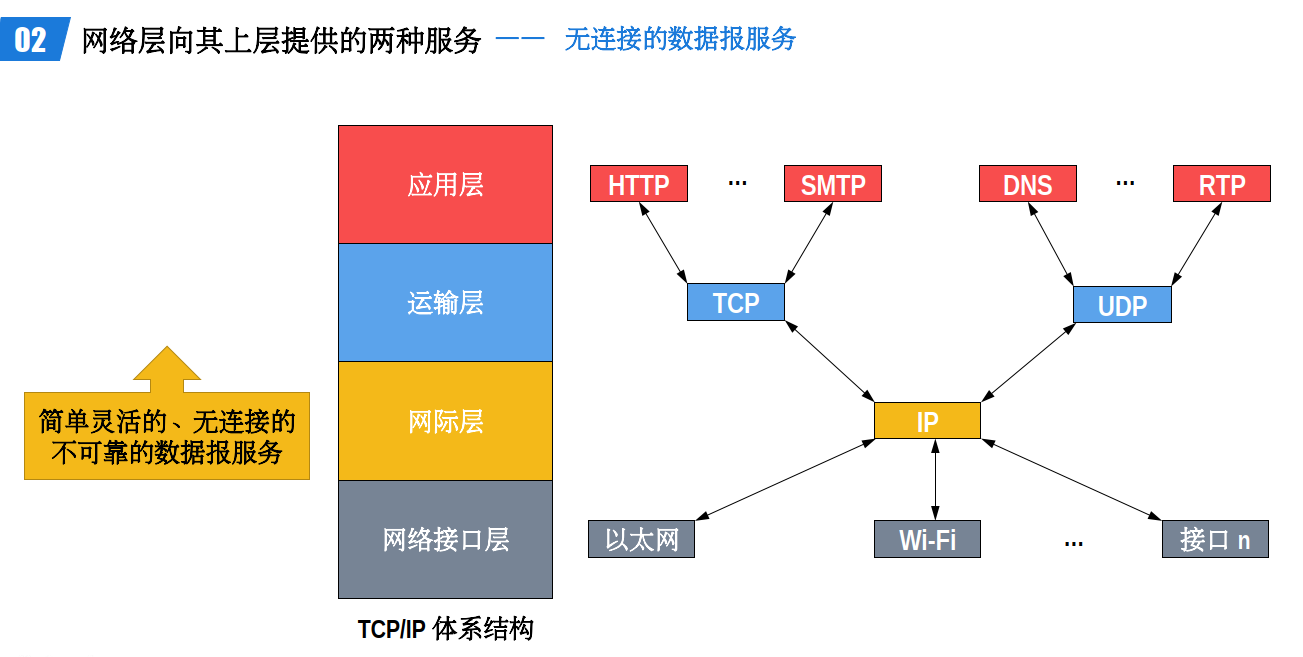 02 网络层向其上层提供的两种服务 —— 无连接的数据报服务
应用层
运输层
网际层
网络接口层
TCP/IP 体系结构
简单灵活的、无连接的
不可靠的数据报服务
HTTP … SMTP DNS … RTP
TCP UDP
IP
以太网 Wi-Fi … 接口 n